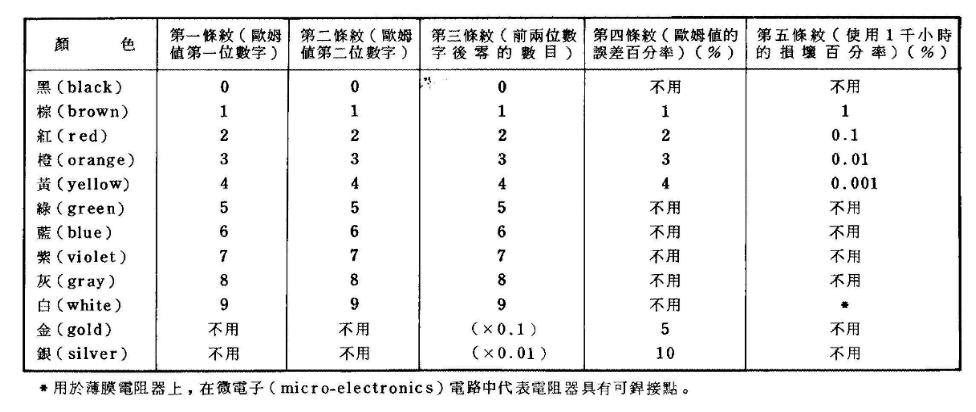 顏 色 第一條紋(歐姆值第一位數字) 第二條紋(歐姆值第二位數字) 第三條紋(前兩位數字後零的數目) 第四條紋(歐姆值的誤差百分率)(%) 第五條紋(使用1千小時的損壞百分率)(%)
黑(black) 0 0 0 不用 不用
棕(brown) 1 1 1 1 1
紅(red) 2 2 2 2 0.1
橙(orange) 3 3 3 3 0.01
黃(yellow) 4 4 4 4 0.001
綠(green) 5 5 5 不用 不用
藍(blue) 6 6 6 不用 不用
紫(violet) 7 7 7 不用 不用
灰(gray) 8 8 8 不用 不用
白(white) 9 9 9 不用 *
金(gold) 不用 不用 (×0.1) 5 不用
銀(silver) 不用 不用 (×0.01) 10 不用
*用於薄膜電阻器上,在微電子(micro-electronics)電路中代表電阻器具有可銲接點。